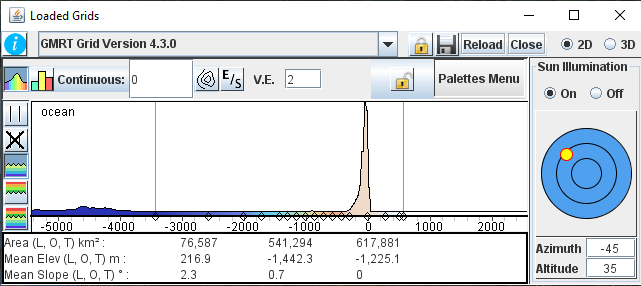 Loaded Grids
GMRT Grid Version 4.3.0
Reload
Close
2D
3D
Continuous:
0
E/S
V.E.
2
Palettes Menu
Sun Illumination
On
Off
ocean
-5000 -4000 -3000 -2000 -1000 0 1000 2000
Area (L, O, T) km² : 76,587 541,294 617,881
Mean Elev (L, O, T) m : 216.9 -1,442.3 -1,225.1
Mean Slope (L, O, T) ° : 2.3 0.7 0
Azimuth -45
Altitude 35